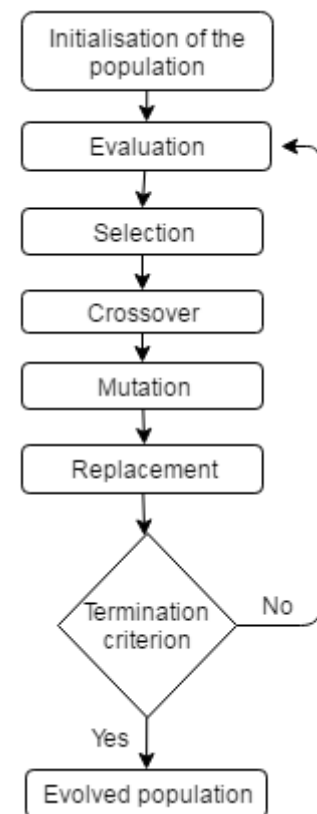 Initialisation of the
population
Evaluation
Selection
Crossover
Mutation
Replacement
Termination
criterion
No
Yes
Evolved population